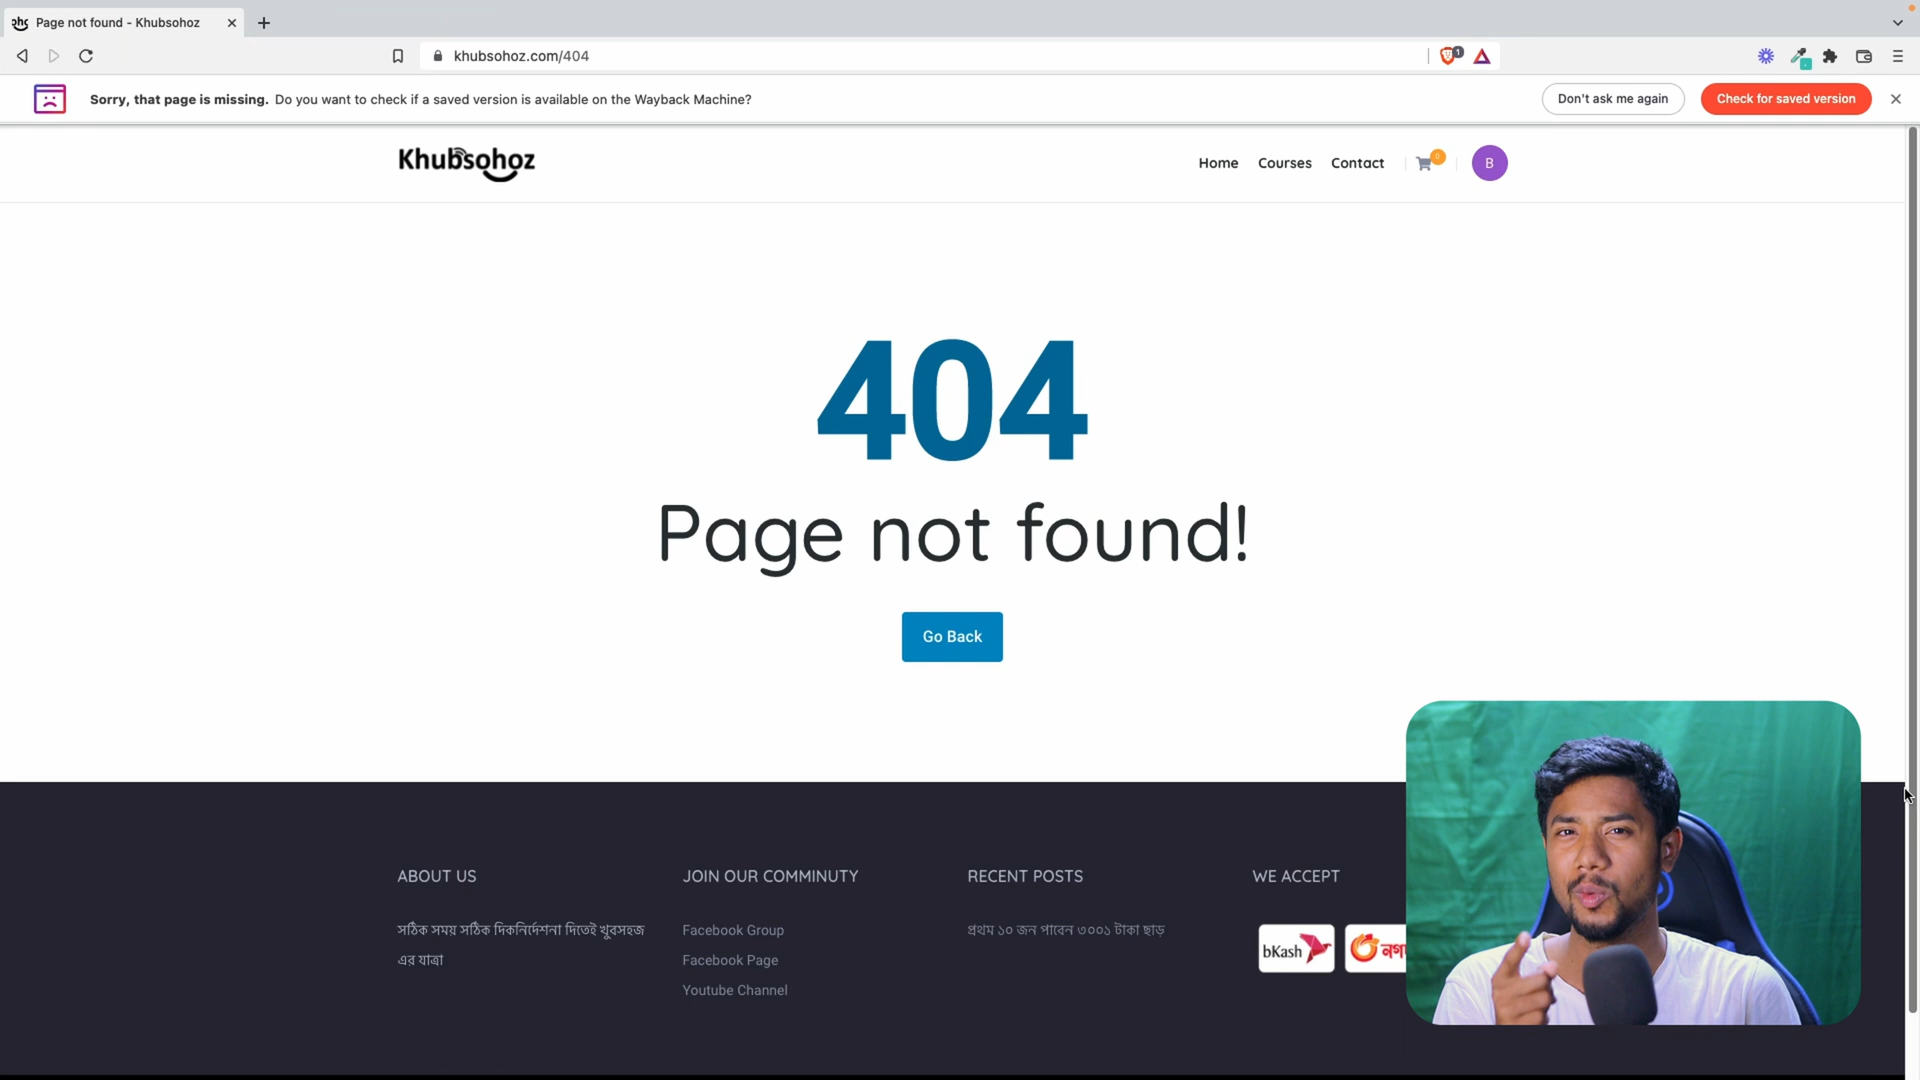 Page not found - Khubsohoz
khubsohoz.com/404
1
Sorry, that page is missing. Do you want to check if a saved version is available on the Wayback Machine?
Don't ask me again
Check for saved version
Khubsohoz
Home
Courses
Contact
0
B
404
Page not found!
Go Back
ABOUT US
সঠিক সময় সঠিক দিকনির্দেশনা দিতেই খুবসহজ
এর যাত্রা
JOIN OUR COMMINUTY
Facebook Group
Facebook Page
Youtube Channel
RECENT POSTS
প্রথম ১০ জন পাবেন ৩০০১ টাকা ছাড়
WE ACCEPT
bKash